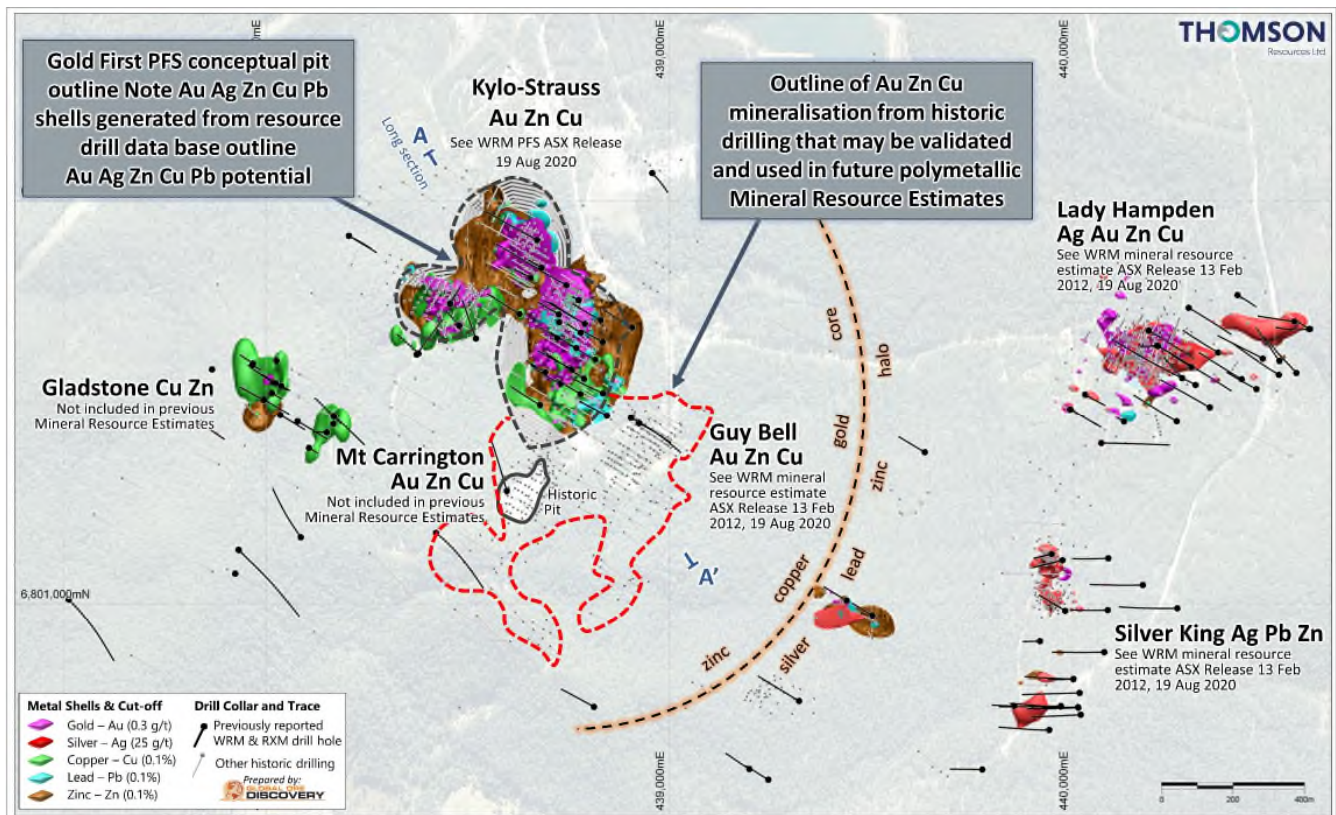 THOMSON
Resources Ltd
mE
439,000mE
440,000mE
Gold First PFS conceptual pit
outline Note Au Ag Zn Cu Pb
shells generated from resource
drill data base outline
Au Ag Zn Cu Pb potential
A
Long section
Kylo-Strauss
Au Zn Cu
See WRM PFS ASX Release
19 Aug 2020
Outline of Au Zn Cu
mineralisation from historic
drilling that may be validated
and used in future polymetallic
Mineral Resource Estimates
Lady Hampden
Ag Au Zn Cu
See WRM mineral resource
estimate ASX Release 13 Feb
2012, 19 Aug 2020
core
halo
gold
zinc
copper
lead
zinc
silver
Gladstone Cu Zn
Not included in previous
Mineral Resource Estimates
Mt Carrington
Au Zn Cu
Not included in previous
Mineral Resource Estimates
Historic
Pit
Guy Bell
Au Zn Cu
See WRM mineral
resource estimate
ASX Release 13 Feb
2012, 19 Aug 2020
A'
6,801,000mN
Silver King Ag Pb Zn
See WRM mineral resource
estimate ASX Release 13 Feb
2012, 19 Aug 2020
Metal Shells & Cut-off
Gold – Au (0.3 g/t)
Silver – Ag (25 g/t)
Copper – Cu (0.1%)
Lead – Pb (0.1%)
Zinc – Zn (0.1%)
Drill Collar and Trace
Previously reported
WRM & RXM drill hole
Other historic drilling
Prepared by:
GLOBAL ORE
DISCOVERY
439,000mE
440,000mE
0 200 400m